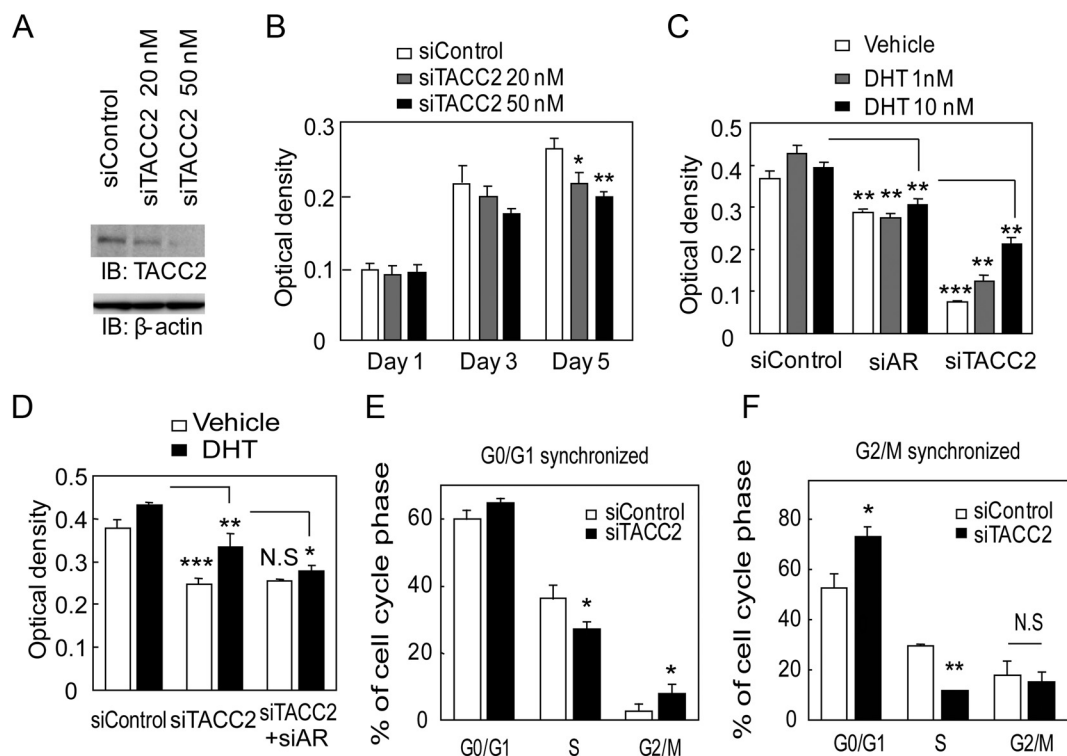 A
siControl
siTACC2 20 nM
siTACC2 50 nM
IB: TACC2
IB: β-actin
B
siControl
siTACC2 20 nM
siTACC2 50 nM
Optical density
0.3
0.2
0.1
0
*
**
Day 1 Day 3 Day 5
C
Vehicle
DHT 1nM
DHT 10 nM
Optical density
0.5
0.4
0.3
0.2
0.1
0
** ** **
*** ** **
siControl siAR siTACC2
D
Vehicle
DHT
Optical density
0.5
0.4
0.3
0.2
0.1
0
*** **
N.S *
siControl siTACC2 siTACC2
+siAR
E
G0/G1 synchronized
siControl
siTACC2
% of cell cycle phase
60
40
20
0
*
*
G0/G1 S G2/M
F
G2/M synchronized
siControl
siTACC2
% of cell cycle phase
80
60
40
20
0
*
**
N.S
G0/G1 S G2/M